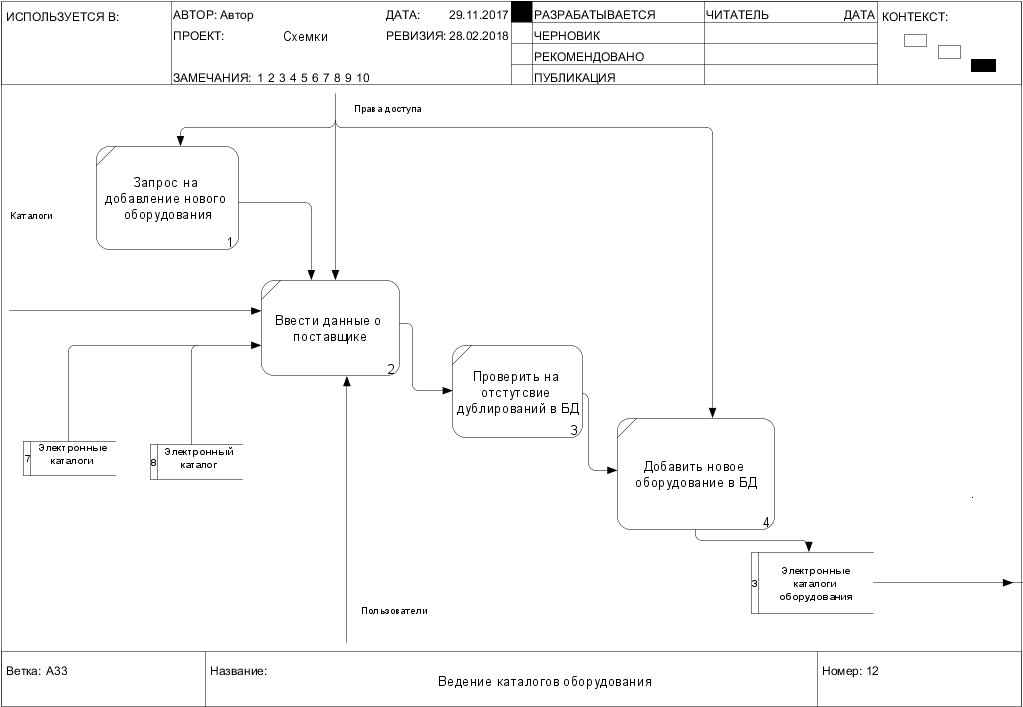 ИСПОЛЬЗУЕТСЯ В:
АВТОР: Автор
ДАТА: 29.11.2017
РАЗРАБАТЫВАЕТСЯ
ЧИТАТЕЛЬ
ДАТА
КОНТЕКСТ:
ПРОЕКТ: Схемки
РЕВИЗИЯ: 28.02.2018
ЧЕРНОВИК
РЕКОМЕНДОВАНО
ЗАМЕЧАНИЯ: 1 2 3 4 5 6 7 8 9 10
ПУБЛИКАЦИЯ
Права доступа
Запрос на
добавление нового
оборудования
1
Каталоги
Ввести данные о
поставщике
2
Проверить на
отстутсвие
дублирований в БД
3
Электронные
каталоги
7
Электронный
каталог
8
Добавить новое
оборудование в БД
4
Электронные
каталоги
оборудования
3
Пользователи
Ветка: A33
Название:
Ведение каталогов оборудования
Номер: 12